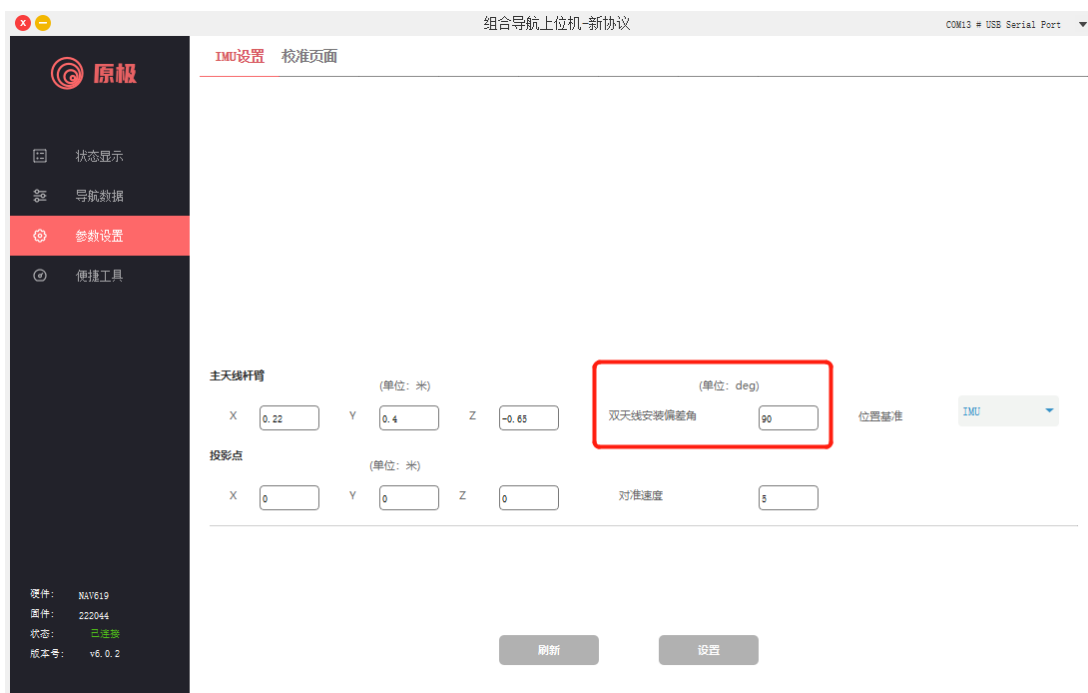 组合导航上位机-新协议
COM13 # USB Serial Port
原极
IMU设置 校准页面
状态显示
导航数据
参数设置
便捷工具
主天线杆臂
(单位: 米)
(单位: deg)
X 0.22 Y 0.4 Z -0.65 双天线安装偏差角 90 位置基准 IMU
投影点
(单位: 米)
X 0 Y 0 Z 0 对准速度 5
硬件: NAV619
固件: 222044
状态: 已连接
版本号: v6.0.2
刷新 设置